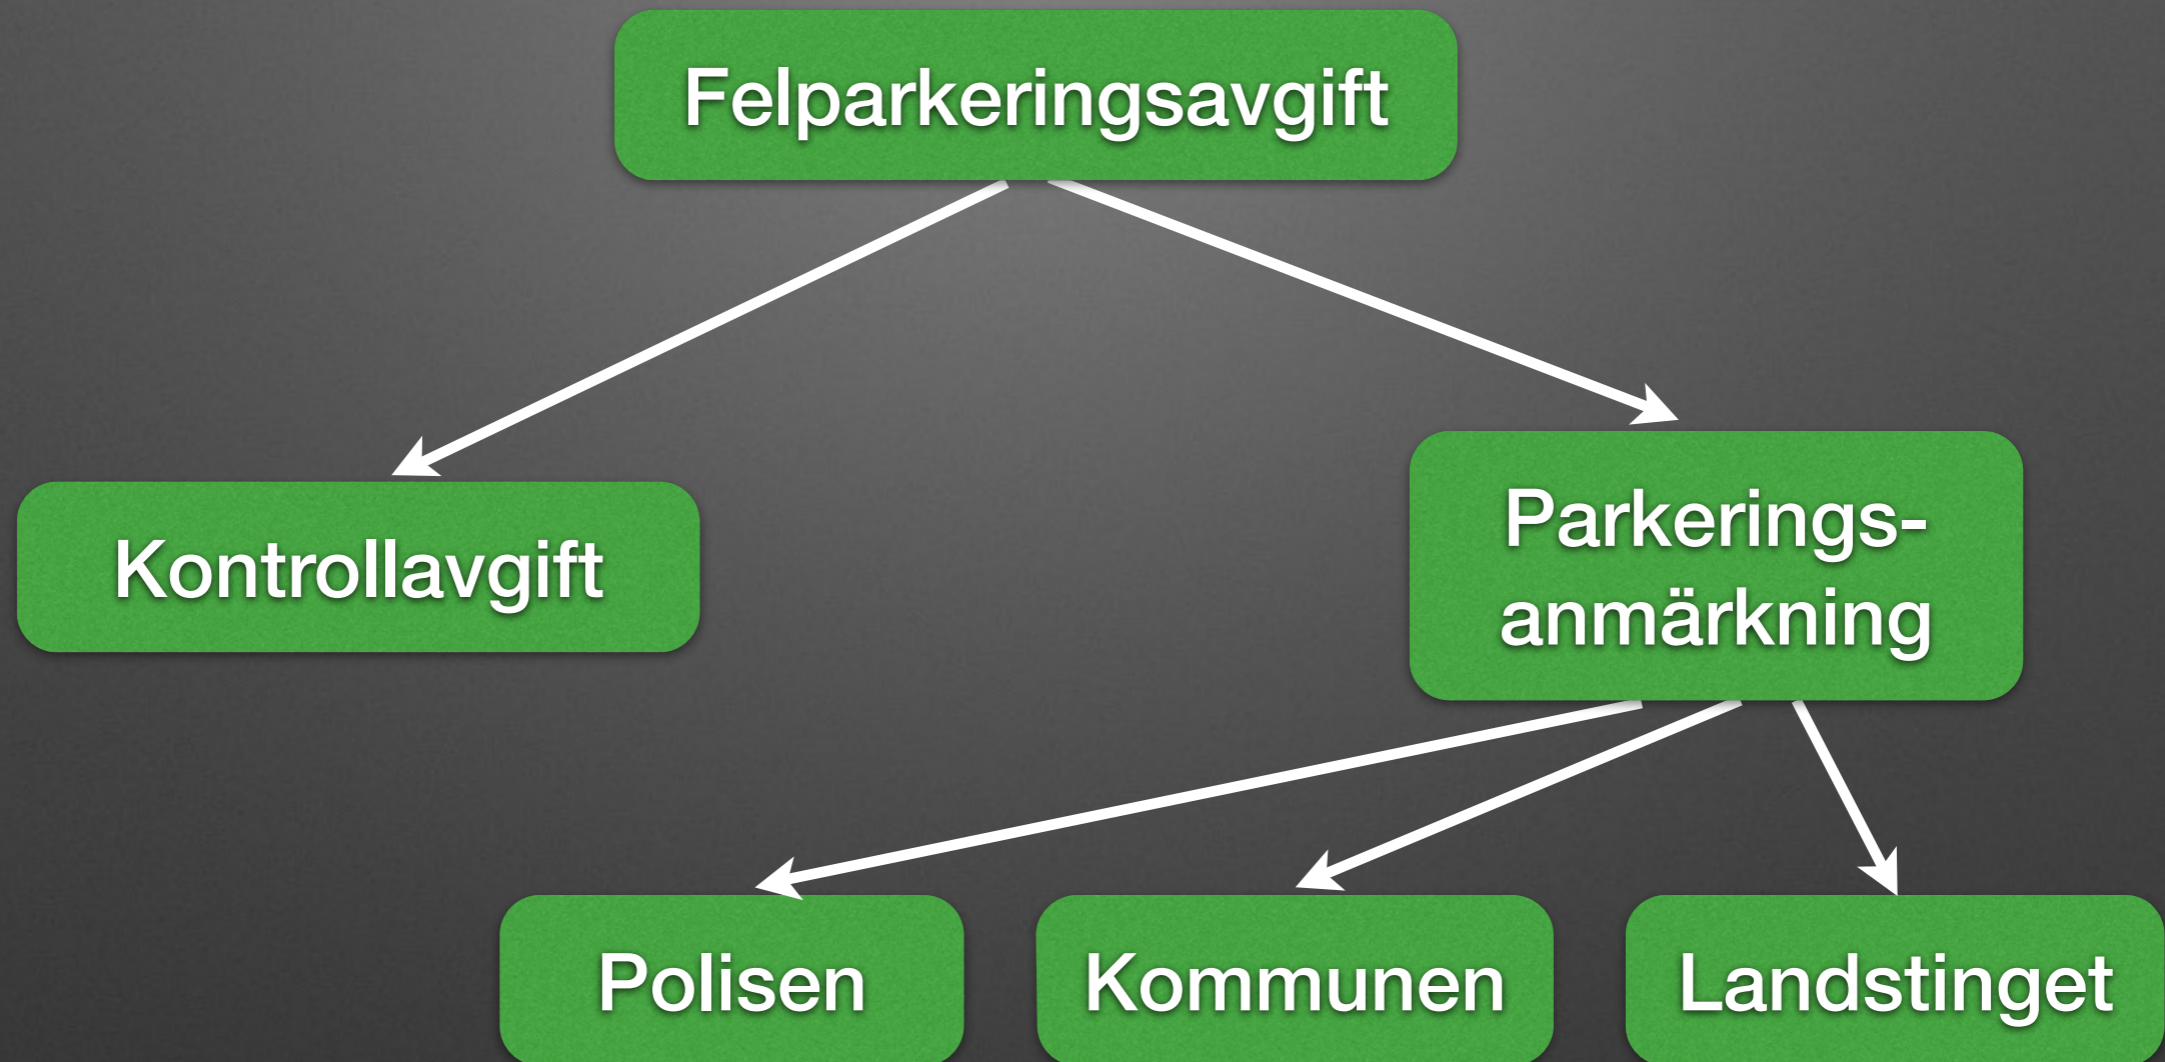 Felparkeringsavgift
Kontrollavgift
Parkerings-
anmärkning
Polisen
Kommunen
Landstinget